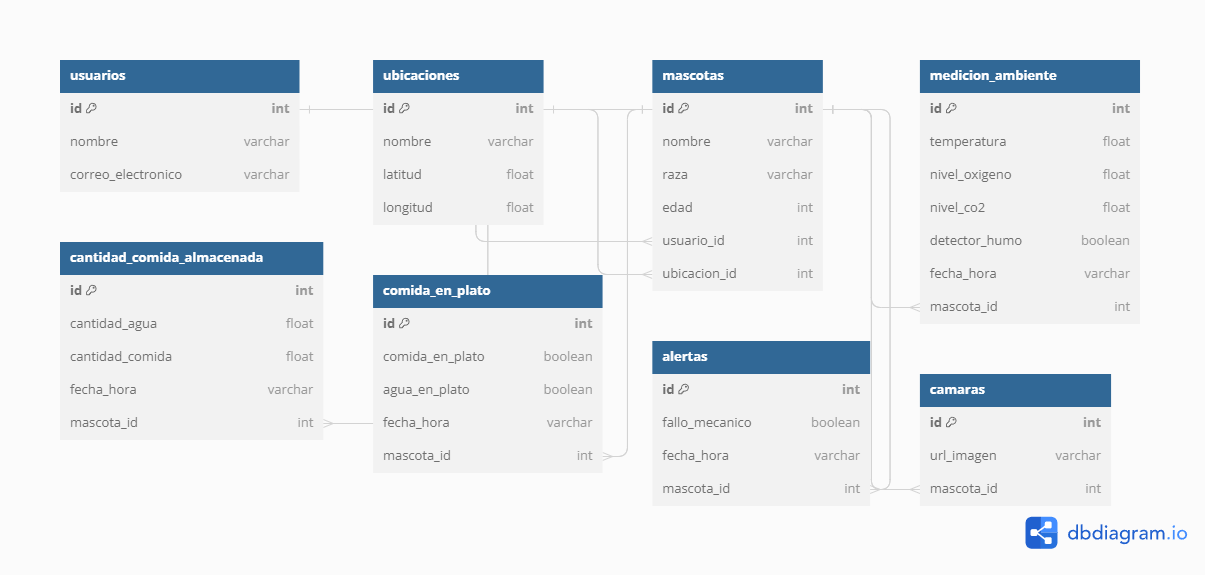 usuarios
id int
nombre varchar
correo_electronico varchar
ubicaciones
id int
nombre varchar
latitud float
longitud float
mascotas
id int
nombre varchar
raza varchar
edad int
usuario_id int
ubicacion_id int
medicion_ambiente
id int
temperatura float
nivel_oxigeno float
nivel_co2 float
detector_humo boolean
fecha_hora varchar
mascota_id int
cantidad_comida_almacenada
id int
cantidad_agua float
cantidad_comida float
fecha_hora varchar
mascota_id int
comida_en_plato
id int
comida_en_plato boolean
agua_en_plato boolean
fecha_hora varchar
mascota_id int
alertas
id int
fallo_mecanico boolean
fecha_hora varchar
mascota_id int
camaras
id int
url_imagen varchar
mascota_id int
dbdiagram.io